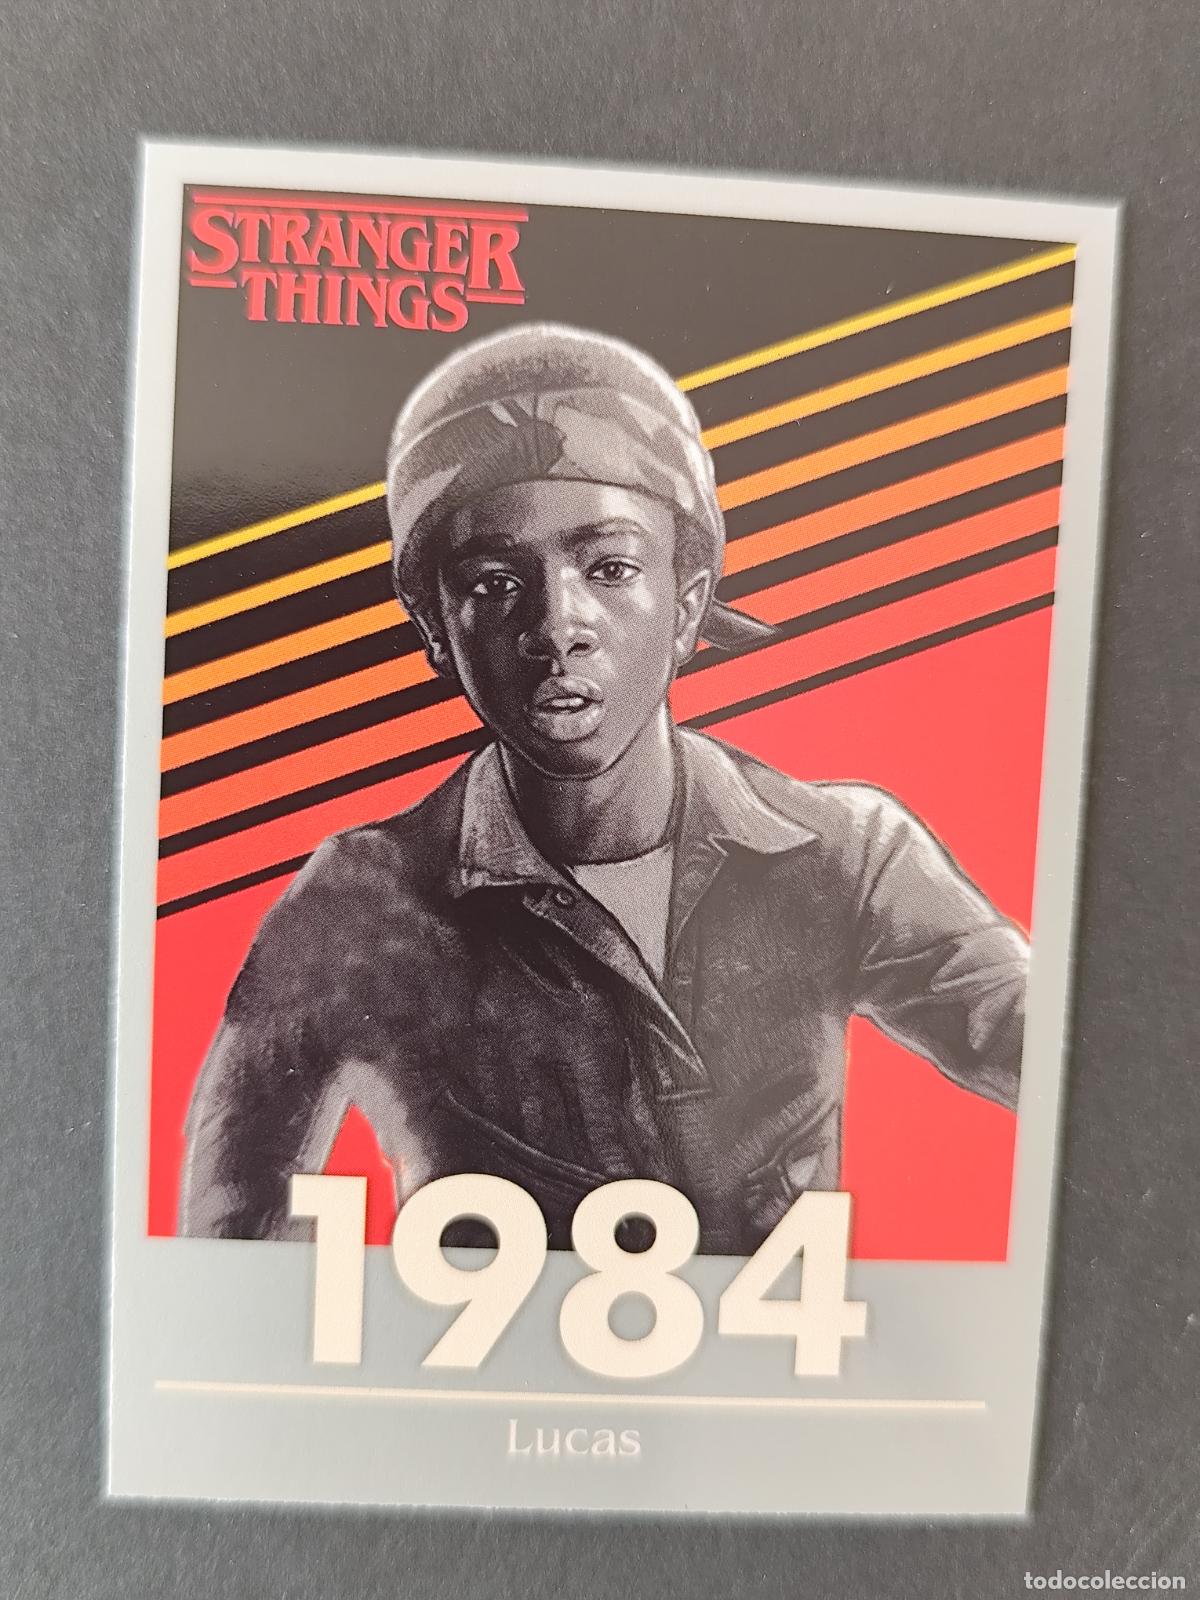 STRANGER
THINGS
1984
Lucas
todocoleccion